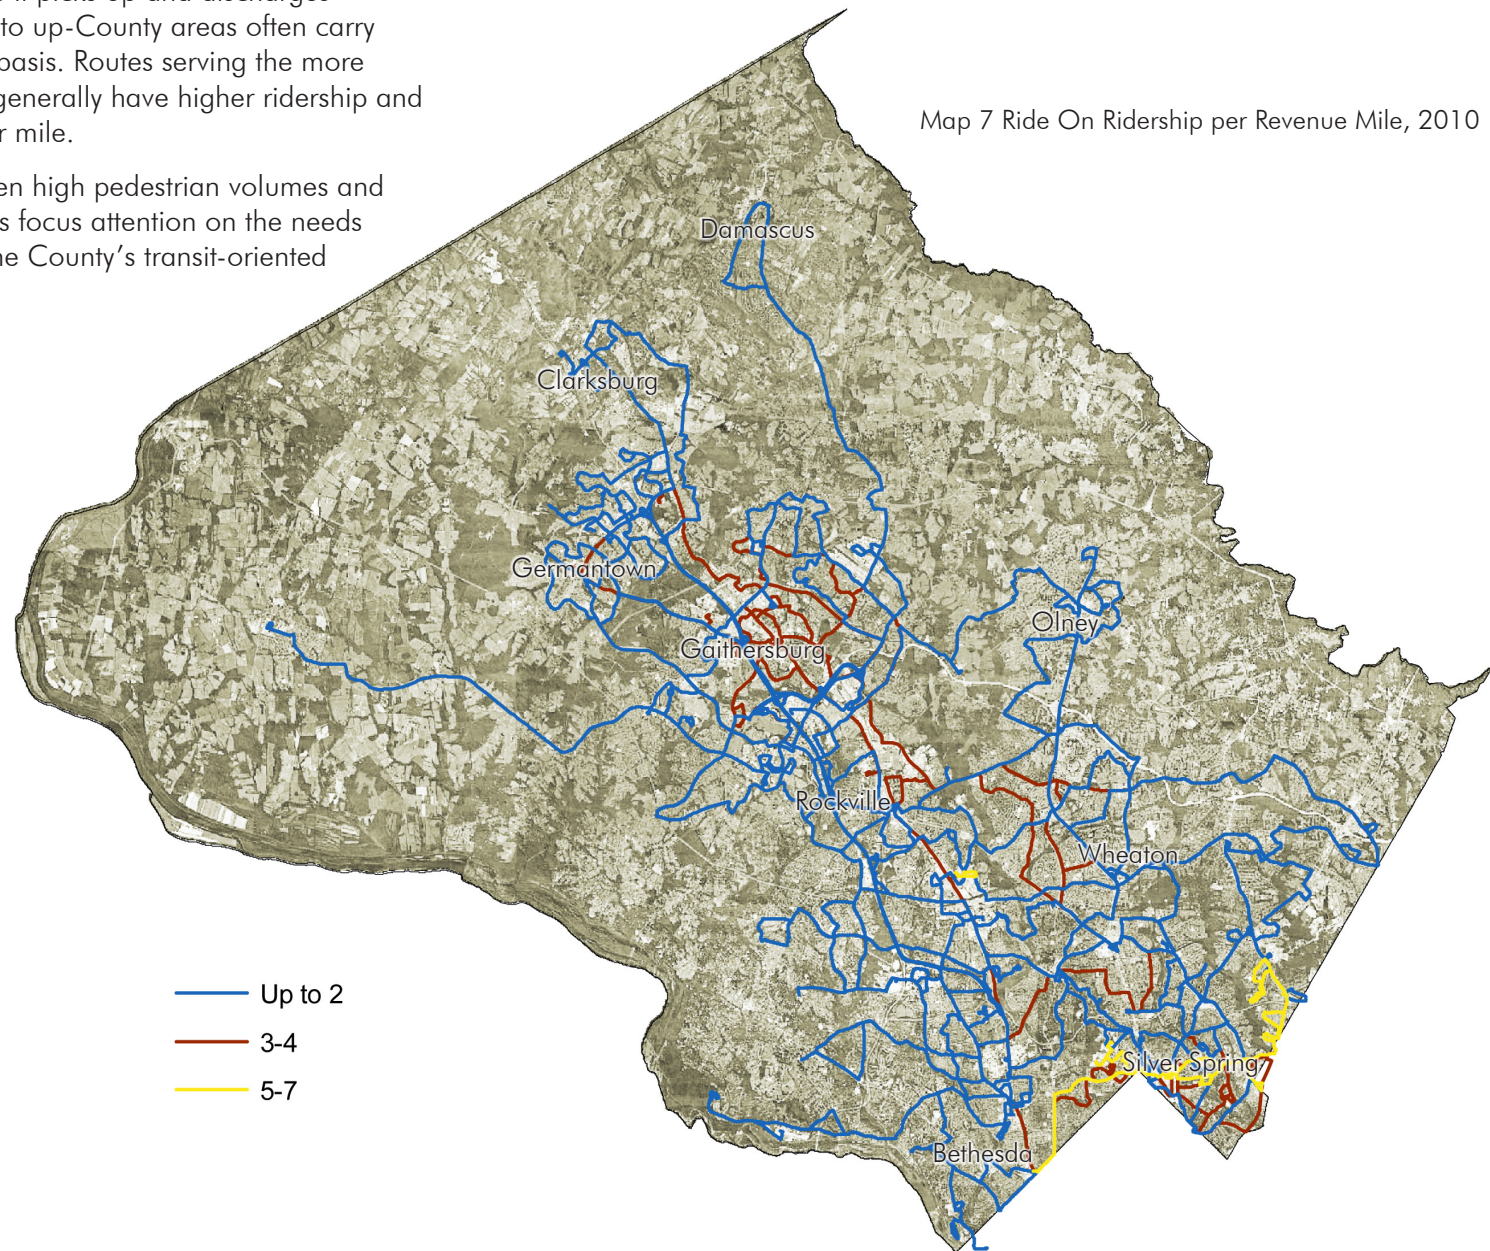 to up-County areas often carry
basis. Routes serving the more
generally have higher ridership and
mile.
high pedestrian volumes and
focus attention on the needs
County's transit-oriented
Map 7 Ride On Ridership per Revenue Mile, 2010
Damascus
Clarksburg
Germantown
Olney
Gaithersburg
Rockville
Wheaton
Silver Spring
Bethesda
Up to 2
3-4
5-7